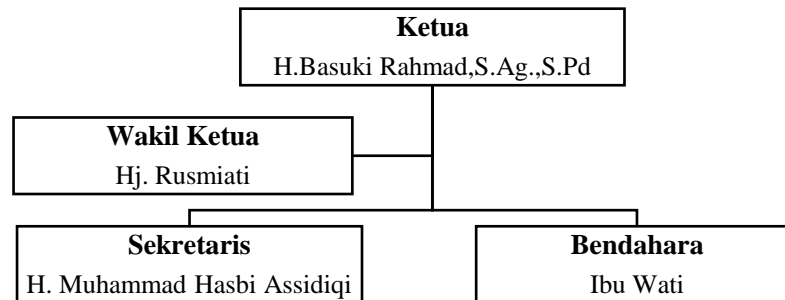 Ketua
H.Basuki Rahmad,S.Ag.,S.Pd
Wakil Ketua
Hj. Rusmiati
Sekretaris
H. Muhammad Hasbi Assidiqi
Bendahara
Ibu Wati